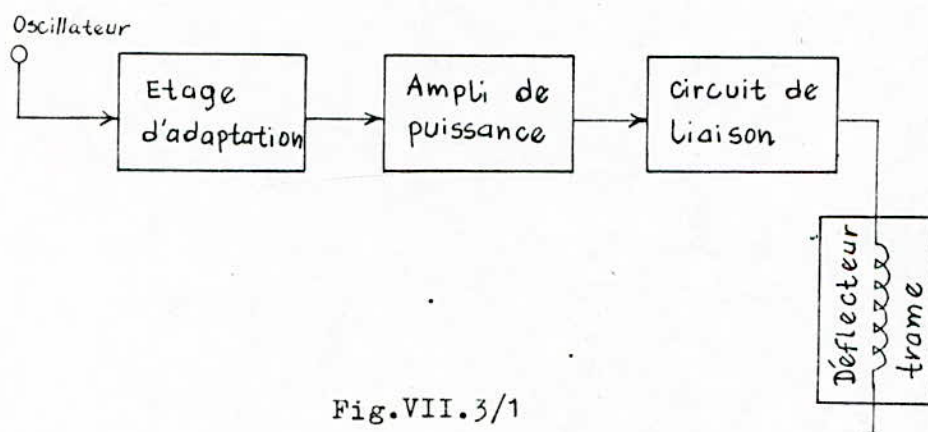 Oscillateur
Etage
d'adaptation
Ampli de
puissance
circuit de
Liaison
Déflecteur
trame
Fig.VII.3/1